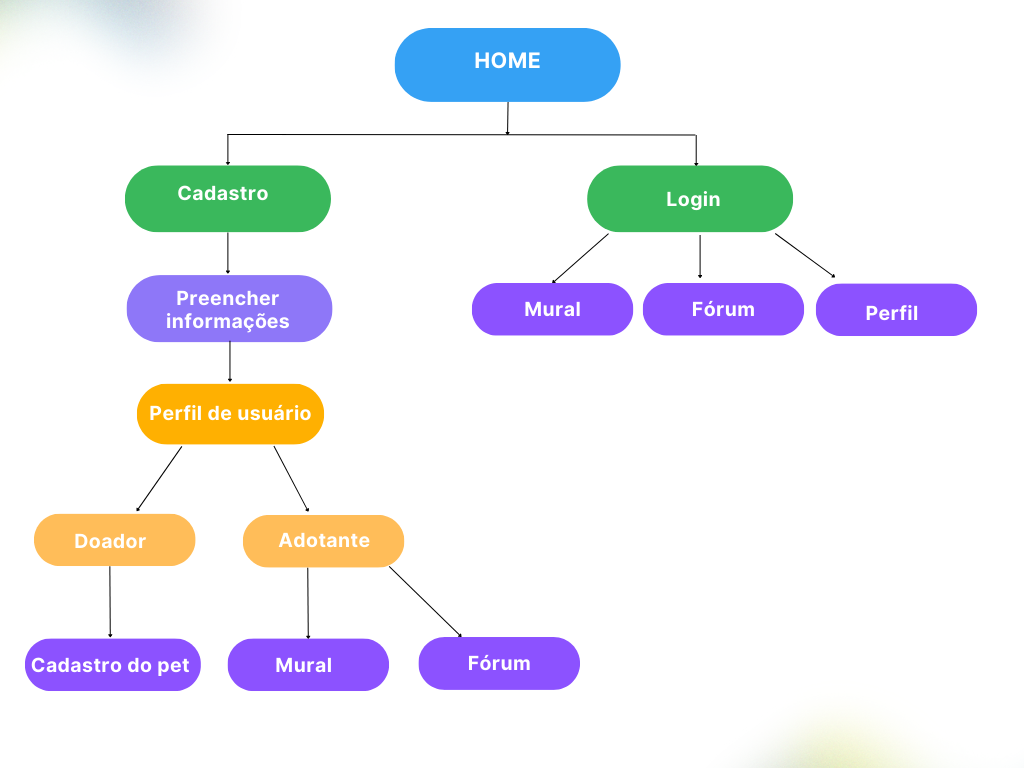 HOME
Cadastro
Login
Preencher
informações
Mural
Fórum
Perfil
Perfil de usuário
Doador
Adotante
Cadastro do pet
Mural
Fórum